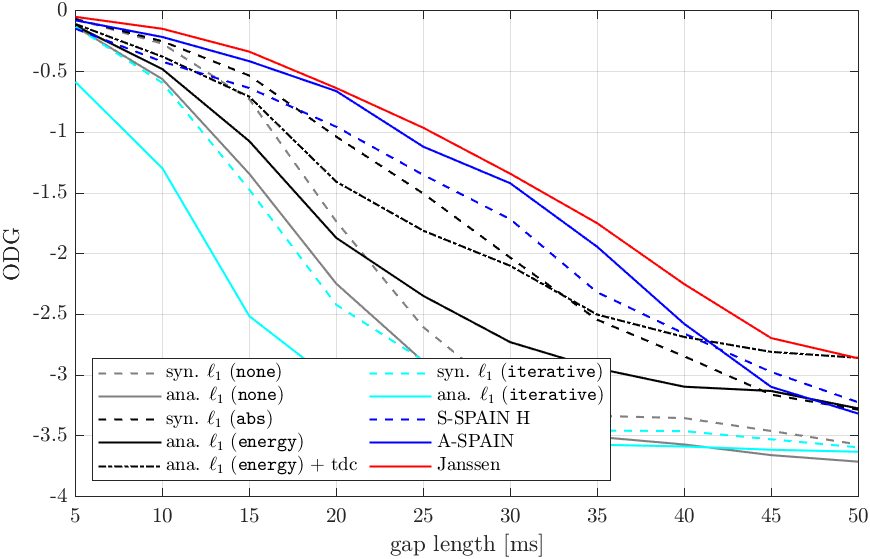 0
-0.5
-1
-1.5
-2
-2.5
-3
-3.5
-4
ODG
syn. ℓ₁ (none)
ana. ℓ₁ (none)
syn. ℓ₁ (abs)
ana. ℓ₁ (energy)
ana. ℓ₁ (energy) + tdc
syn. ℓ₁ (iterative)
ana. ℓ₁ (iterative)
S-SPAIN H
A-SPAIN
Janssen
5 10 15 20 25 30 35 40 45 50
gap length [ms]